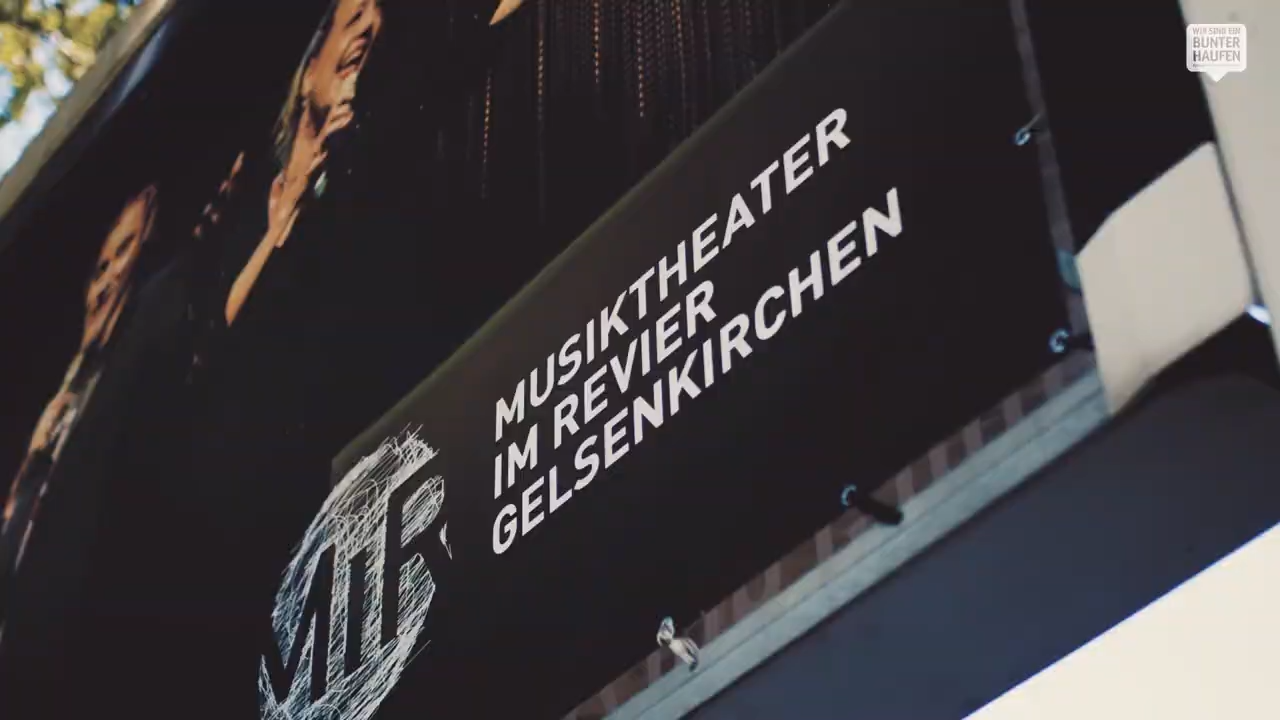 WIR SIND EIN
BUNTER
HAUFEN
MUSIKTHEATER
IM REVIER
GELSENKIRCHEN
MIR